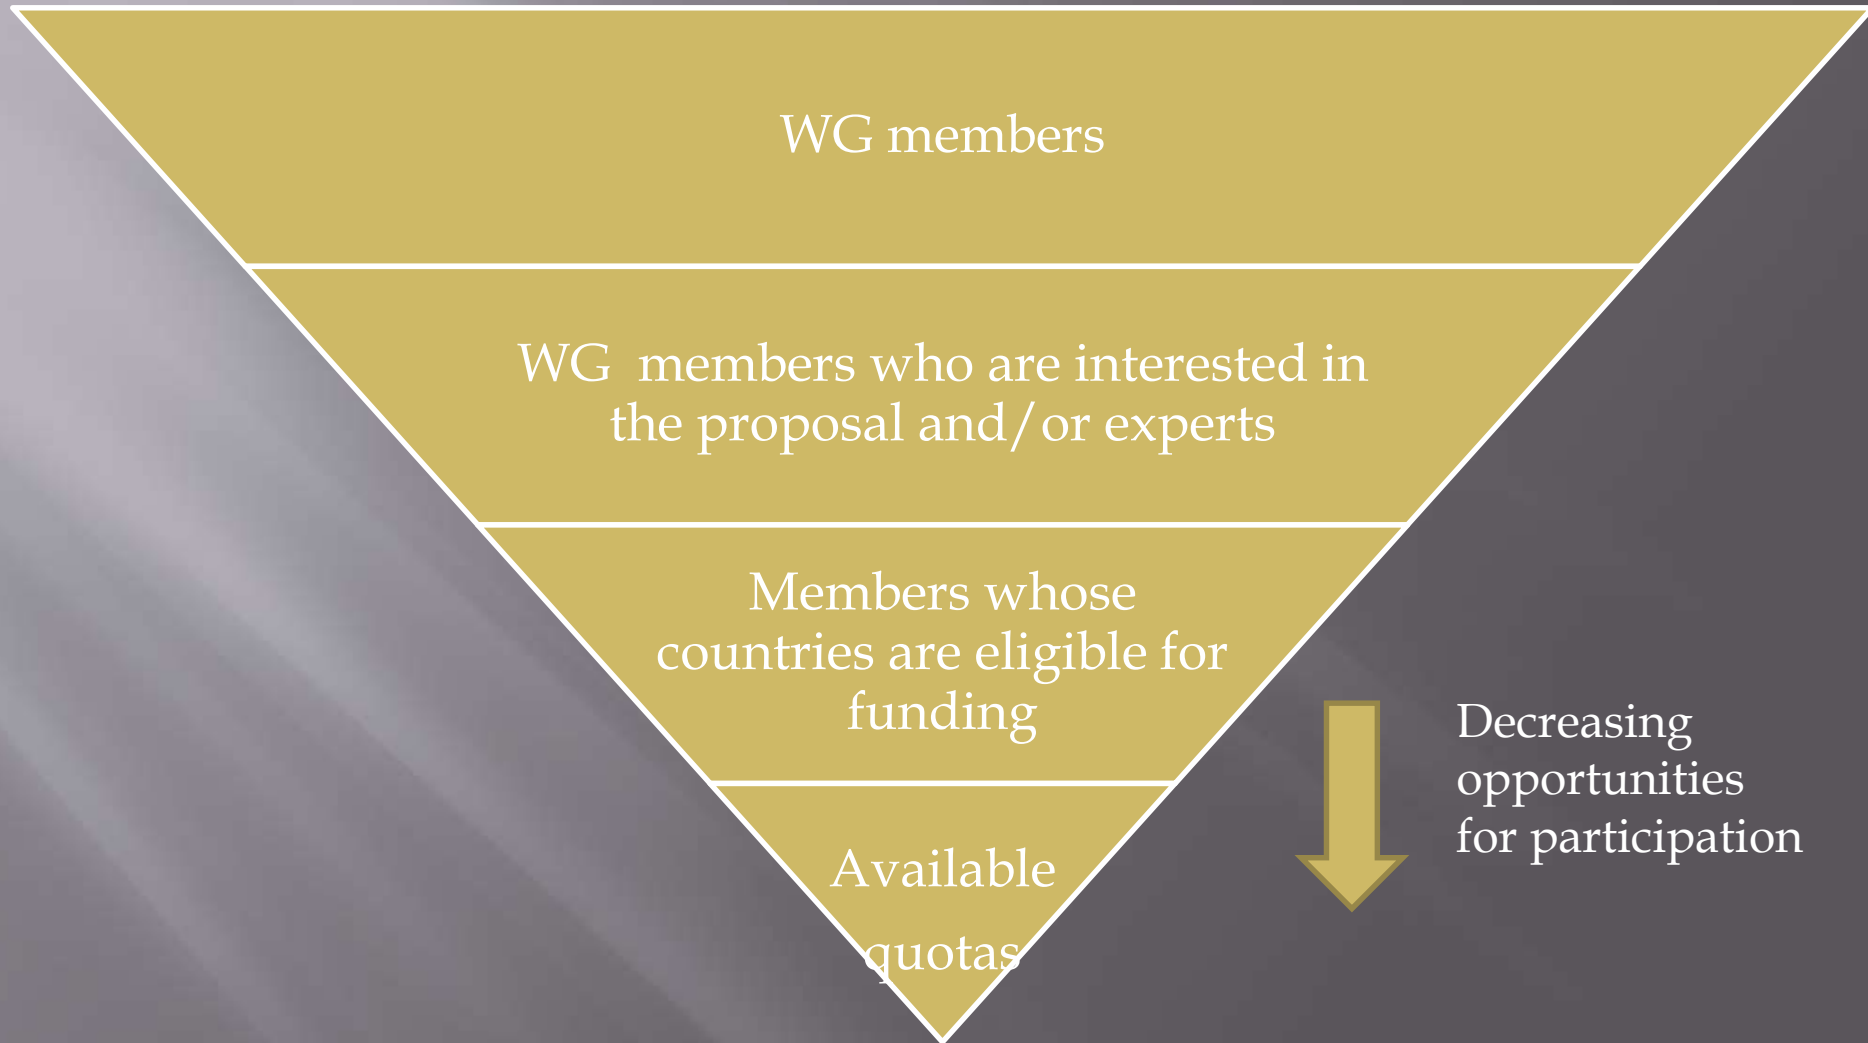 WG members
WG  members who are interested in
the proposal and/or experts
Members whose
countries are eligible for
funding
Decreasing
opportunities
for participation
Available
quotas